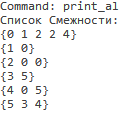 Command: print_al
Список Смежности:
{0 1 2 2 4}
{1 0}
{2 0 0}
{3 5}
{4 0 5}
{5 3 4}